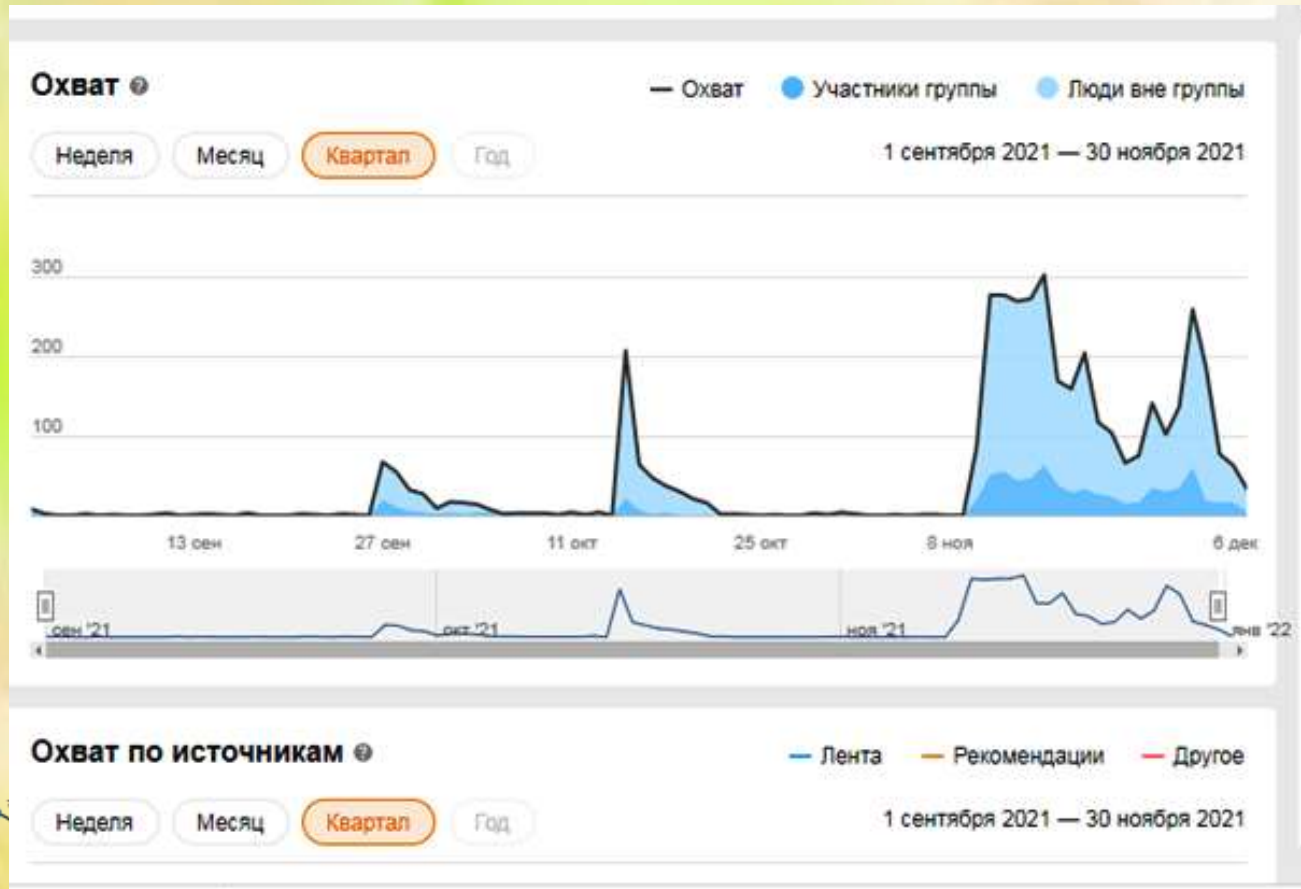 Охват
— Охват Участники группы Люди вне группы
Неделя Месяц Квартал Год
1 сентября 2021 — 30 ноября 2021
300
200
100
13 сен 27 сен 11 окт 25 окт 8 ноя 6 дек
сен '21 окт '21 ноя '21 янв '22
Охват по источникам
Лента Рекомендации Другое
Неделя Месяц Квартал Год
1 сентября 2021 — 30 ноября 2021